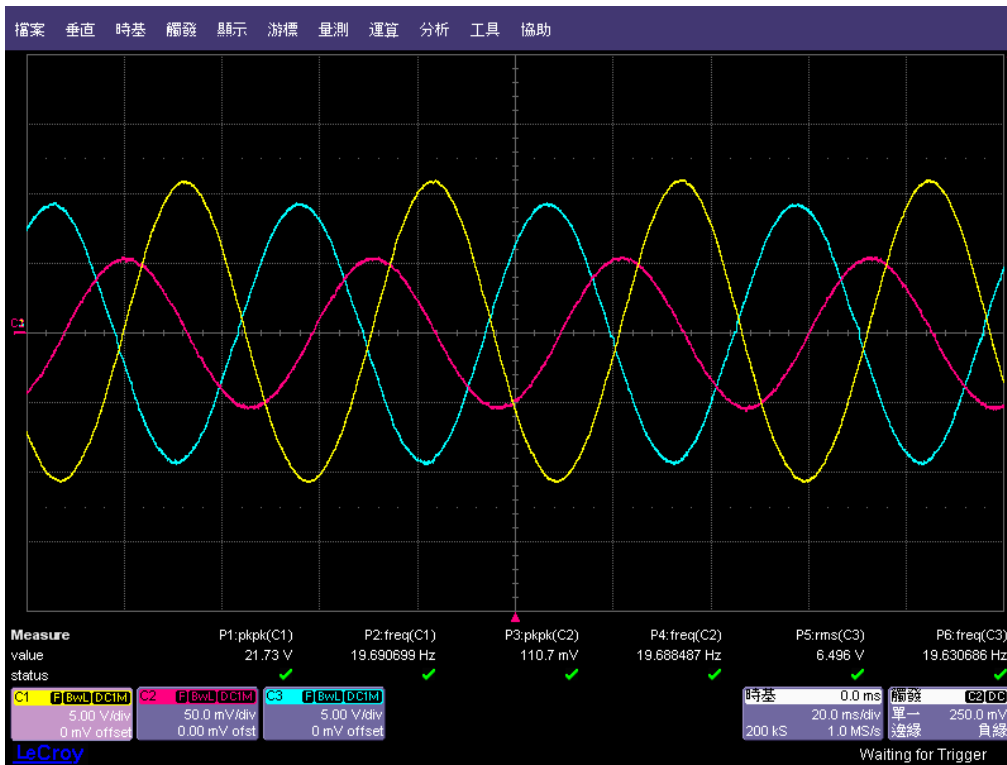 檔案 垂直 時基 觸發 顯示 游標 量測 運算 分析 工具 協助
Measure P1:pkpk(C1) P2:freq(C1) P3:pkpk(C2) P4:freq(C2) P5:rms(C3) P6:freq(C3)
value 21.73 V 19.690699 Hz 110.7 mV 19.688487 Hz 6.496 V 19.630686 Hz
status
C1 F BwL DC1M C2 F BwL DC1M C3 F BwL DC1M 時基 0.0 ms 觸發 C2 DC
5.00 V/div 50.0 mV/div 5.00 V/div 20.0 ms/div 單一 250.0 mV
0 mV offset 0.00 mV ofst 0 mV offset 200 kS 1.0 MS/s 邊緣 負緣
LeCroy Waiting for Trigger